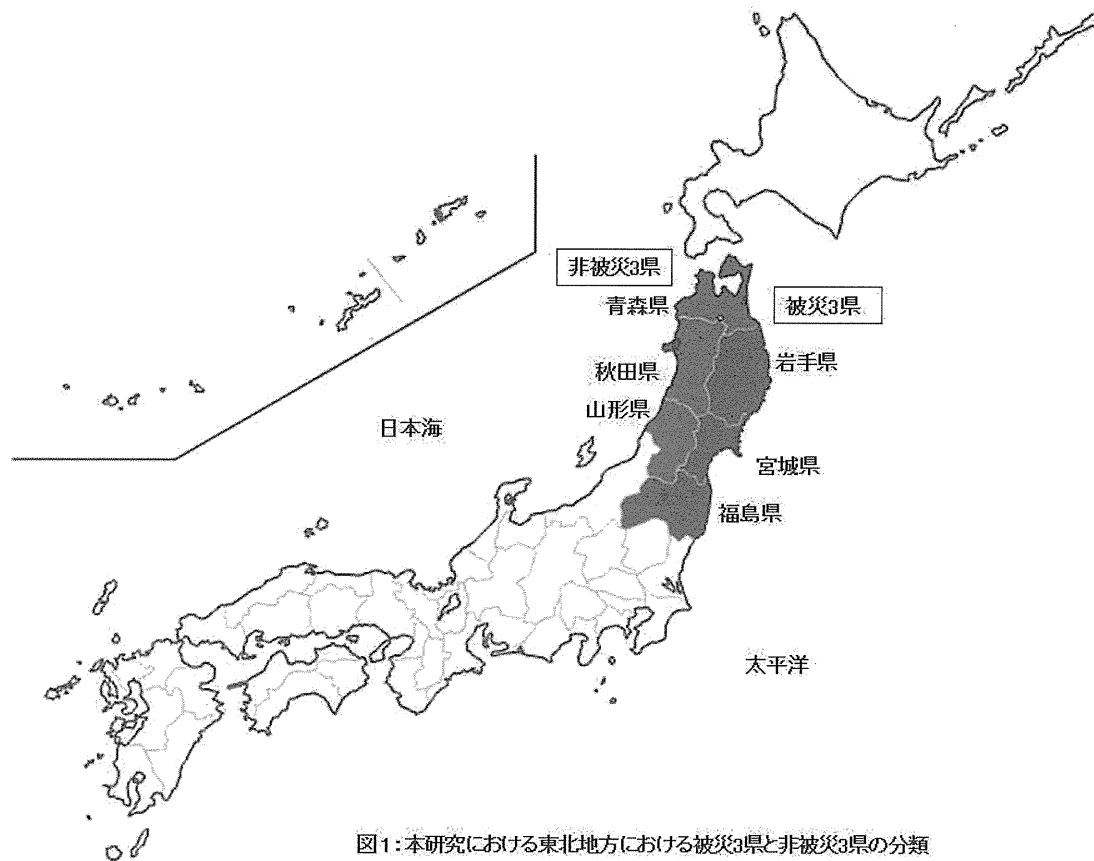 非被災3県
青森県
被災3県
秋田県
岩手県
山形県
日本海
宮城県
福島県
太平洋
図1:本研究における東北地方における被災3県と非被災3県の分類